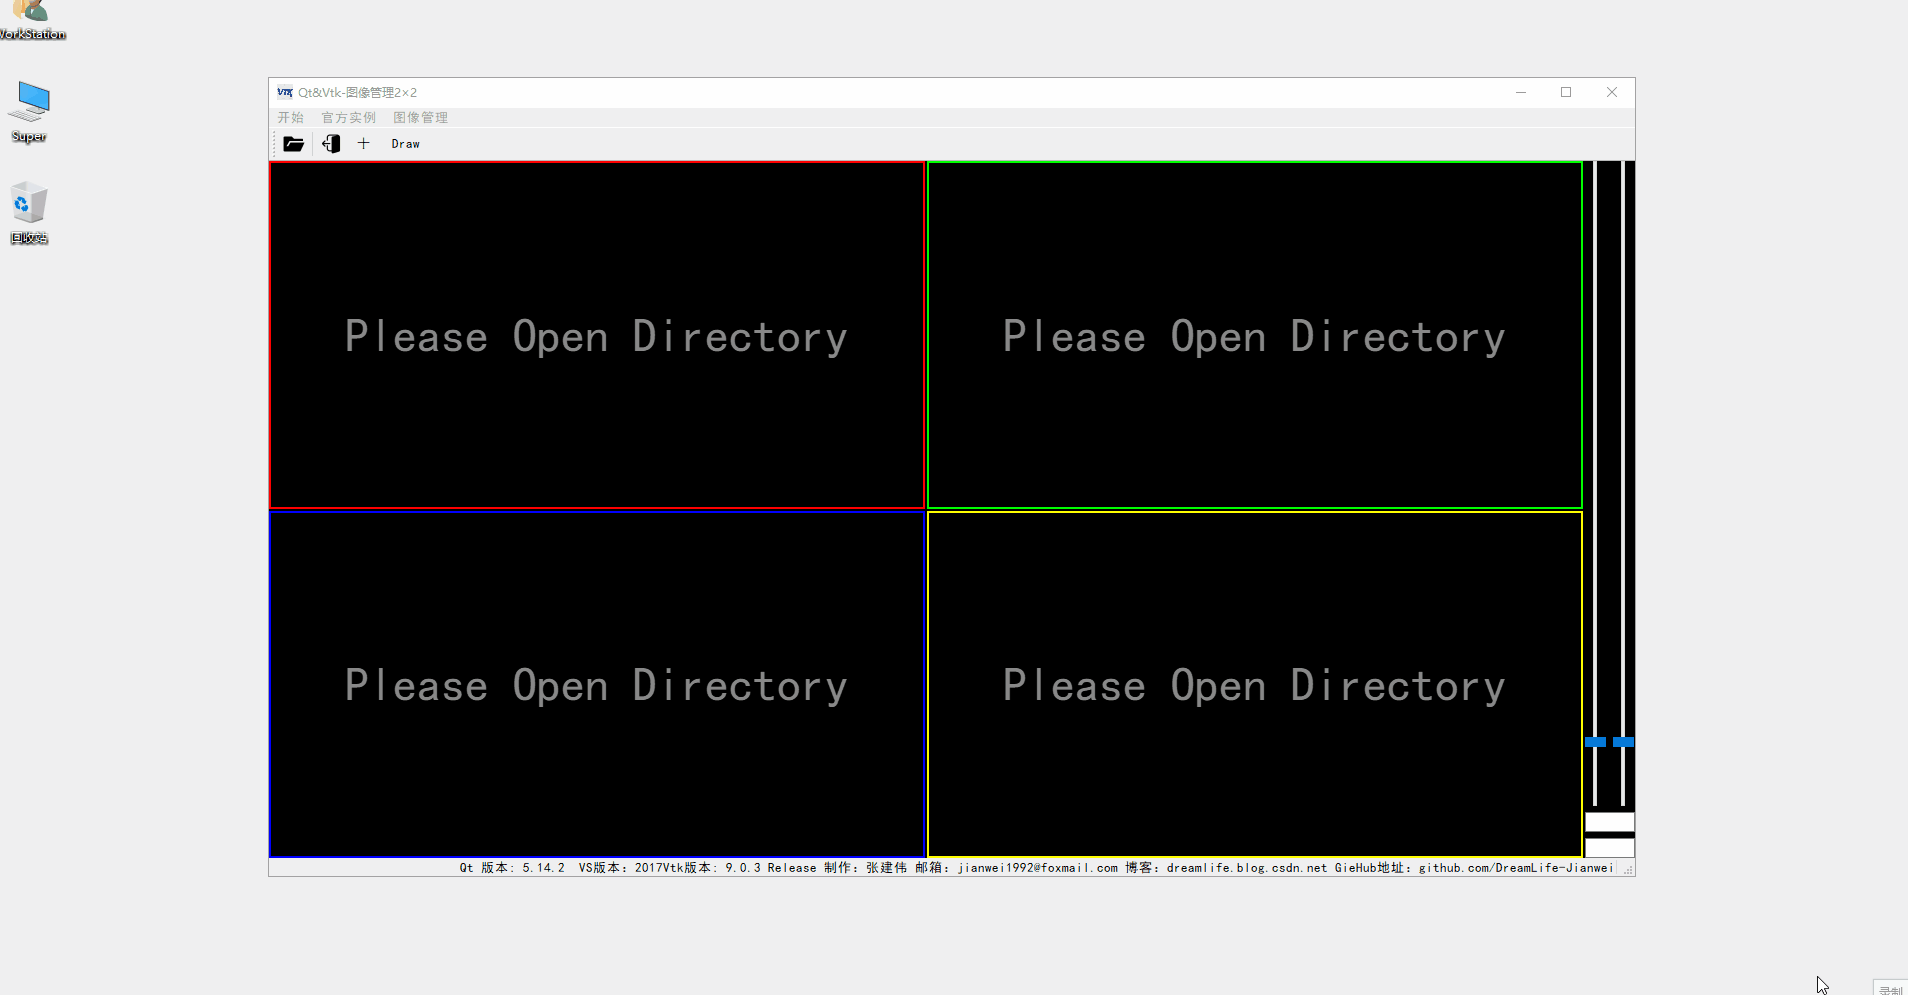 WorkStation
Super
回收站
VTK Qt&Vtk-图像管理2×2
开始 官方实例 图像管理
Draw
Please Open Directory
Please Open Directory
Please Open Directory
Please Open Directory
Qt 版本: 5.14.2 VS版本: 2017Vtk版本: 9.0.3 Release 制作: 张建伟 邮箱: jianwei1992@foxmail.com 博客: dreamlife.blog.csdn.net GieHub地址: github.com/DreamLife-Jianwei
录制